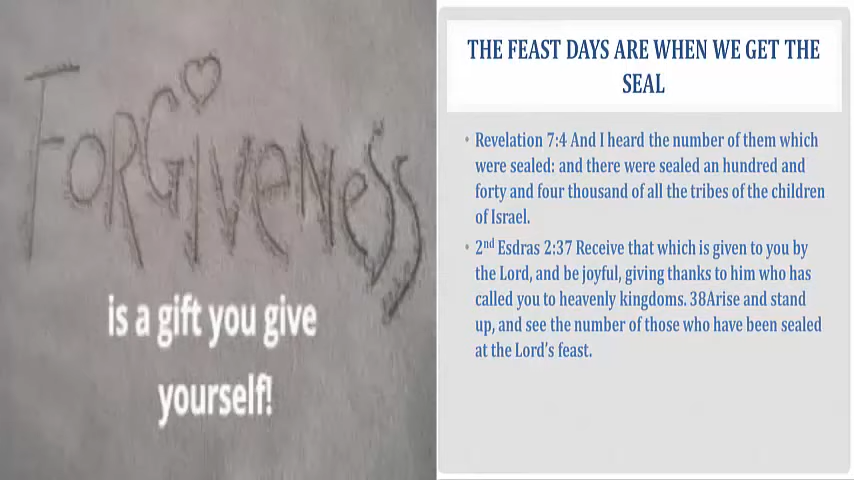 FORGiVeNess
is a gift you give
yourself!
THE FEAST DAYS ARE WHEN WE GET THE
SEAL
• Revelation 7:4 And I heard the number of them which
were sealed: and there were sealed an hundred and
forty and four thousand of all the tribes of the children
of Israel.
• 2nd Esdras 2:37 Receive that which is given to you by
the Lord, and be joyful, giving thanks to him who has
called you to heavenly kingdoms. 38Arise and stand
up, and see the number of those who have been sealed
at the Lord's feast.